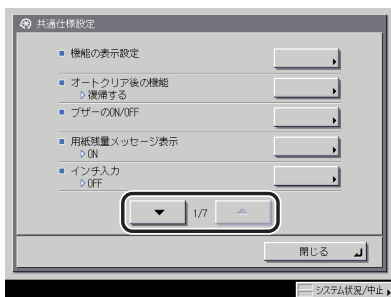 共通仕様設定
機能の表示設定
オートクリア後の機能
復帰する
ブザーのON/OFF
用紙残量メッセージ表示
ON
インチ入力
OFF
1/7
閉じる
システム状況/中止